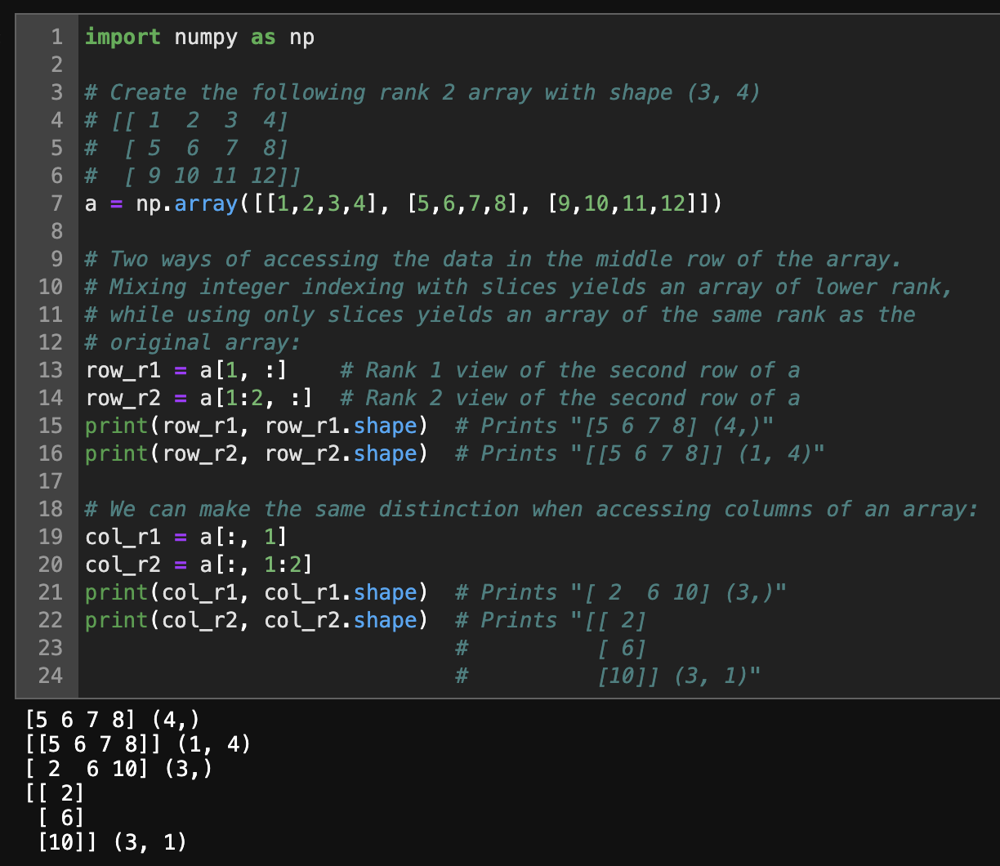 1 import numpy as np
2
3 # Create the following rank 2 array with shape (3, 4)
4 # [[ 1  2  3  4]
5 #  [ 5  6  7  8]
6 #  [ 9 10 11 12]]
7 a = np.array([[1,2,3,4], [5,6,7,8], [9,10,11,12]])
8
9 # Two ways of accessing the data in the middle row of the array.
10 # Mixing integer indexing with slices yields an array of lower rank,
11 # while using only slices yields an array of the same rank as the
12 # original array:
13 row_r1 = a[1, :]    # Rank 1 view of the second row of a
14 row_r2 = a[1:2, :]  # Rank 2 view of the second row of a
15 print(row_r1, row_r1.shape)  # Prints "[5 6 7 8] (4,)"
16 print(row_r2, row_r2.shape)  # Prints "[[5 6 7 8]] (1, 4)"
17
18 # We can make the same distinction when accessing columns of an array:
19 col_r1 = a[:, 1]
20 col_r2 = a[:, 1:2]
21 print(col_r1, col_r1.shape)  # Prints "[ 2  6 10] (3,)"
22 print(col_r2, col_r2.shape)  # Prints "[[ 2]
23                              #          [ 6]
24                              #          [10]] (3, 1)"
[5 6 7 8] (4,)
[[5 6 7 8]] (1, 4)
[ 2  6 10] (3,)
[[ 2]
 [ 6]
 [10]] (3, 1)